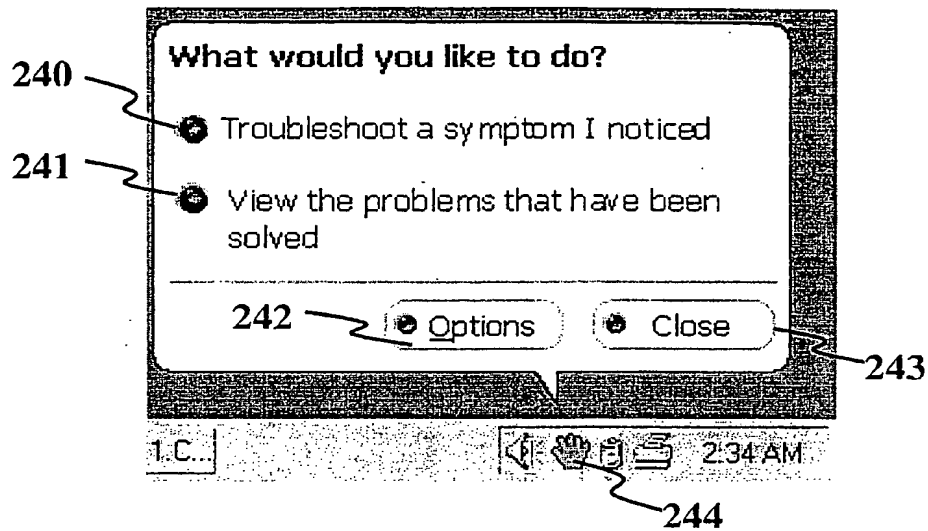 What would you like to do?
240
Troubleshoot a symptom I noticed
241
View the problems that have been
solved
242
Options
Close
243
1.C...
2:34 AM
244